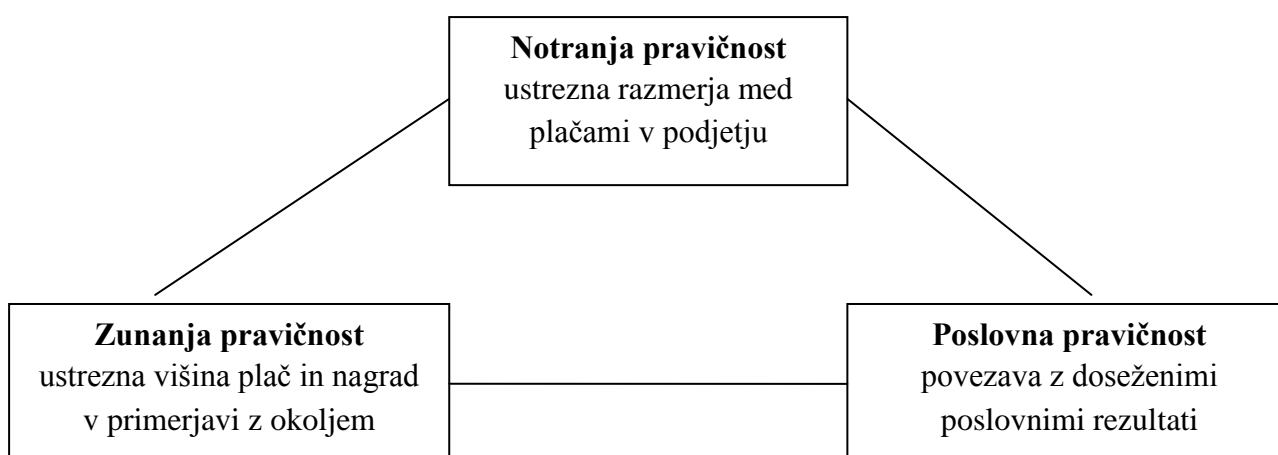 Notranja pravičnost
ustrezna razmerja med
plačami v podjetju
Zunanja pravičnost
ustrezna višina plač in nagrad
v primerjavi z okoljem
Poslovna pravičnost
povezava z doseženimi
poslovnimi rezultati